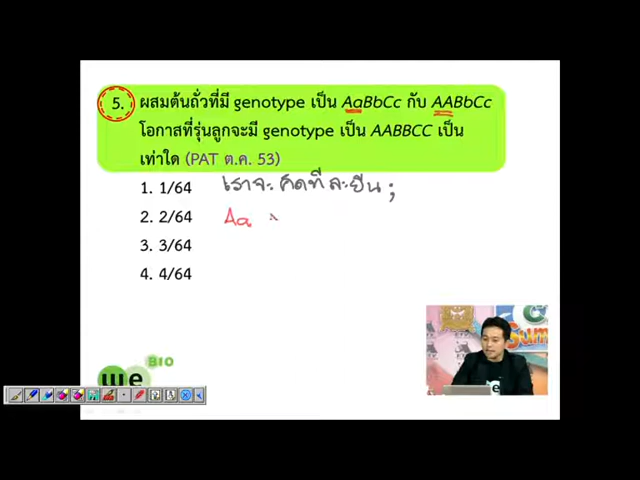 5. ผสมต้นถั่วที่มี genotype เป็น AaBbCc กับ AABbCc
โอกาสที่รุ่นลูกจะมี genotype เป็น AABBCC เป็น
เท่าใด (PAT ต.ค. 53)
1. 1/64
เราจะคิดทีละยีน ;
2. 2/64
Aa ×
3. 3/64
4. 4/64
BIO
we